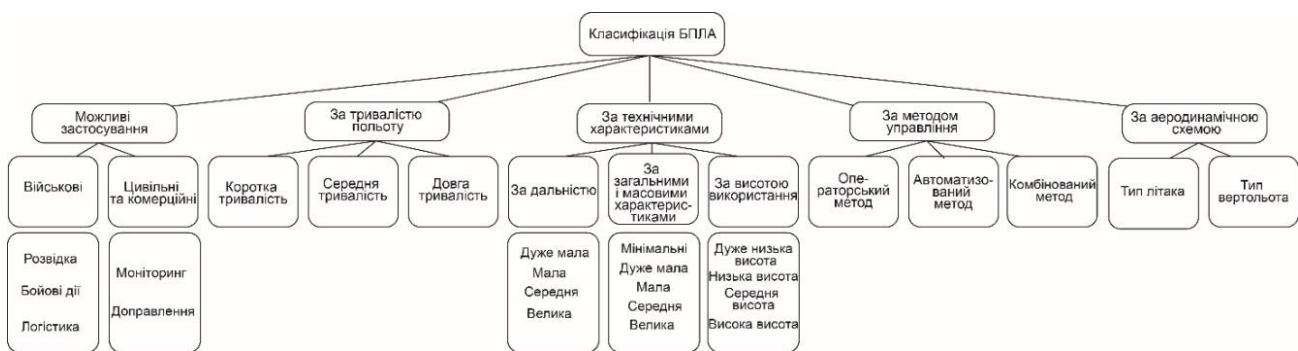 Класифікація БПЛА
Можливі
застосування
За тривалістю
польоту
За технічними
характеристиками
За методом
управління
За аеродинамічною
схемою
Військові
Цивільні
та комерційні
Коротка
тривалість
Середня
тривалість
Довга
тривалість
За дальністю
За
загальними
і масовими
характерис-
тиками
За висотою
використання
Опе-
раторський
метод
Автоматизо-
ваний
метод
Комбінований
метод
Тип літака
Тип
вертольота
Розвідка
Бойові дії
Логістика
Моніторинг
Доправлення
Дуже мала
Мала
Середня
Велика
Мінімальні
Дуже мала
Мала
Середня
Велика
Дуже низька
висота
Низька висота
Середня
висота
Висока висота